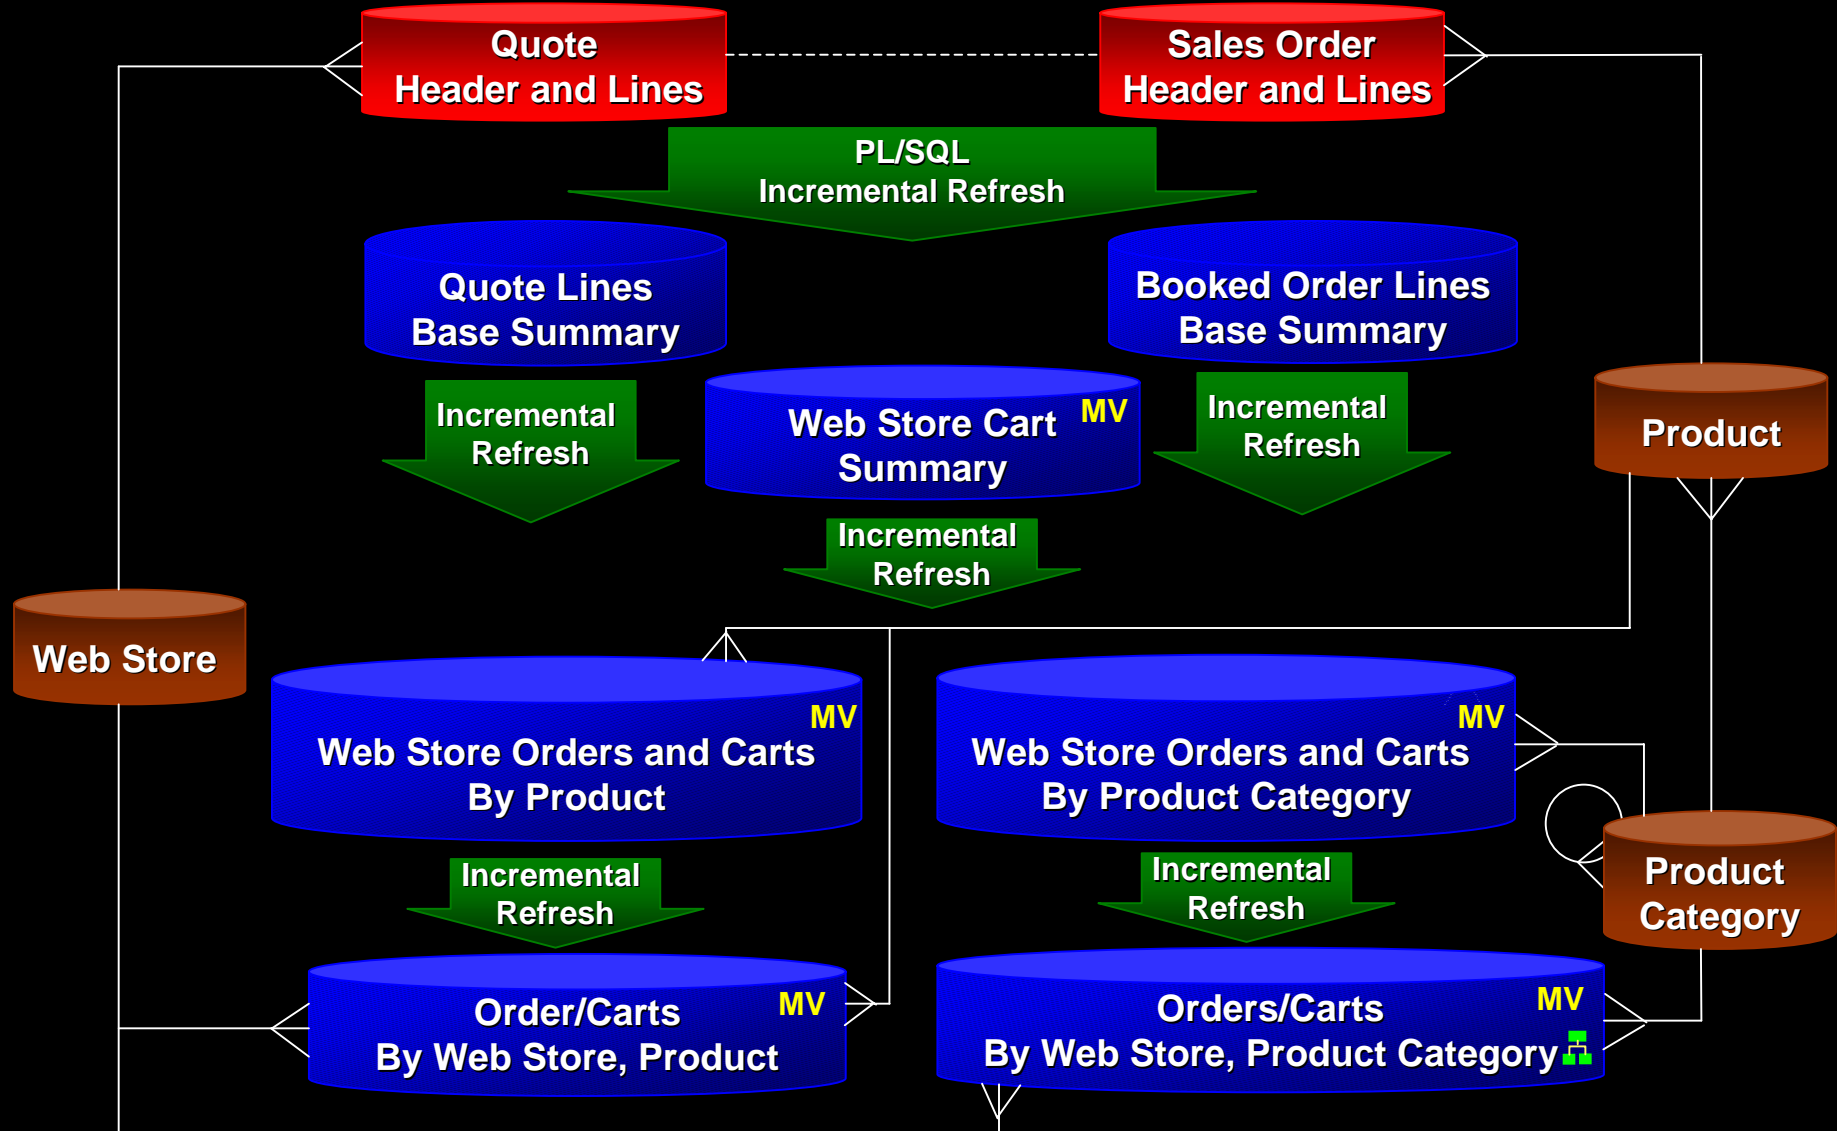 Quote
Header and Lines
Sales Order
Header and Lines
PL/SQL
Incremental Refresh
Quote Lines
Base Summary
Booked Order Lines
Base Summary
Incremental
Refresh
Web Store Cart
Summary
MV
Incremental
Refresh
Product
Incremental
Refresh
Web Store
MV
Web Store Orders and Carts
By Product
MV
Web Store Orders and Carts
By Product Category
Incremental
Refresh
Incremental
Refresh
Product
Category
Order/Carts
By Web Store, Product
MV
Orders/Carts
By Web Store, Product Category
MV